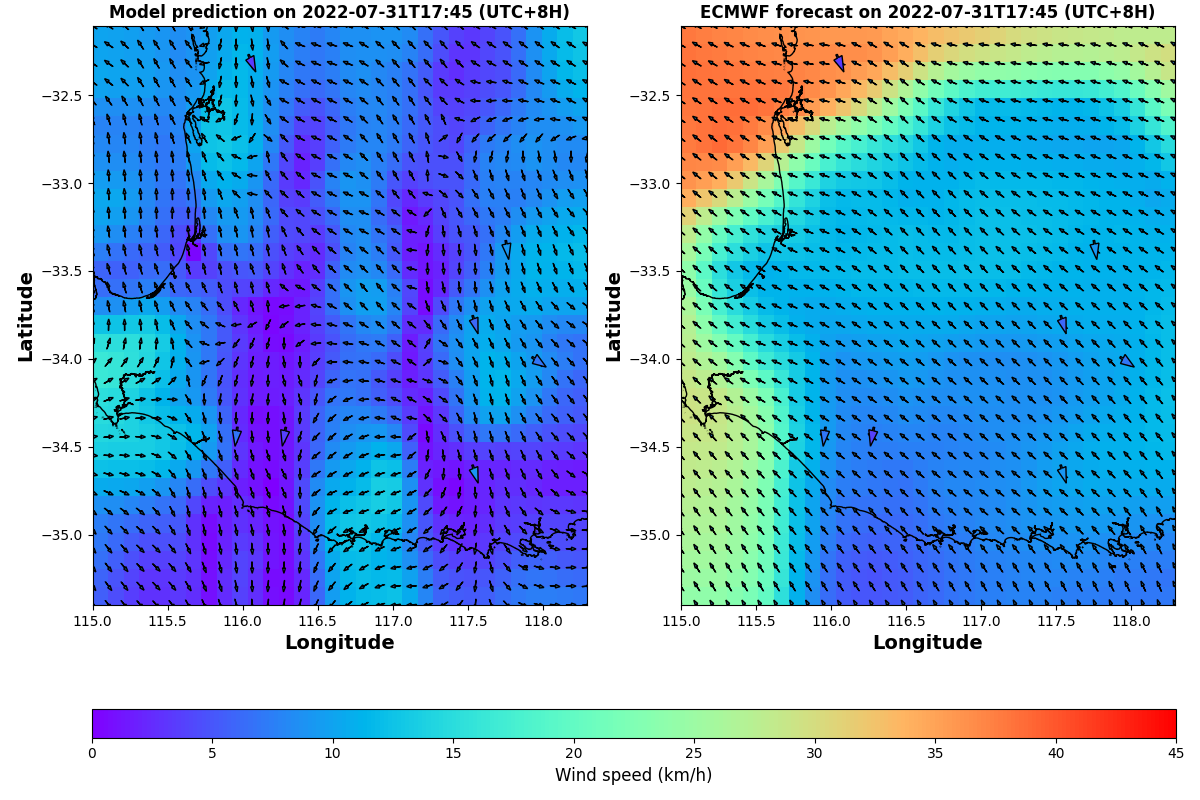 Model prediction on 2022-07-31T17:45 (UTC+8H)
ECMWF forecast on 2022-07-31T17:45 (UTC+8H)
Latitude
−32.5
−33.0
−33.5
−34.0
−34.5
−35.0
115.0 115.5 116.0 116.5 117.0 117.5 118.0
Longitude
Latitude
−32.5
−33.0
−33.5
−34.0
−34.5
−35.0
115.0 115.5 116.0 116.5 117.0 117.5 118.0
Longitude
0 5 10 15 20 25 30 35 40 45
Wind speed (km/h)